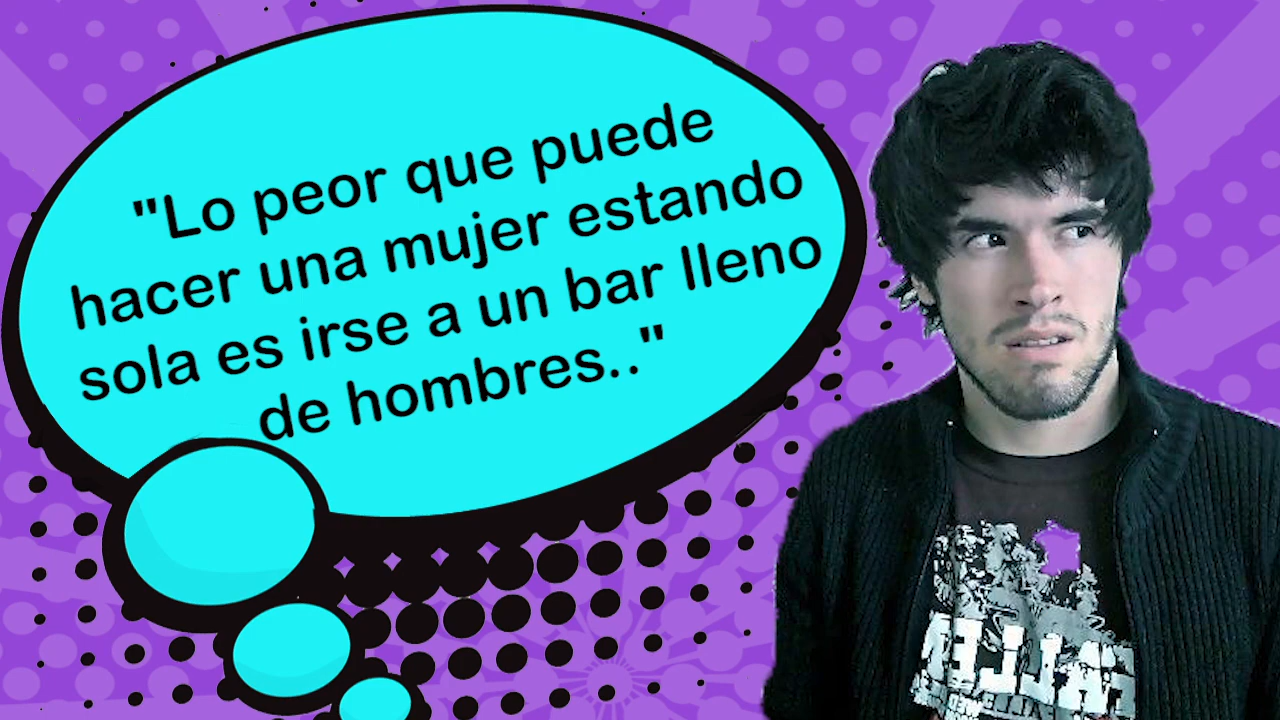 "Lo peor que puede
hacer una mujer estando
sola es irse a un bar lleno
de hombres.."